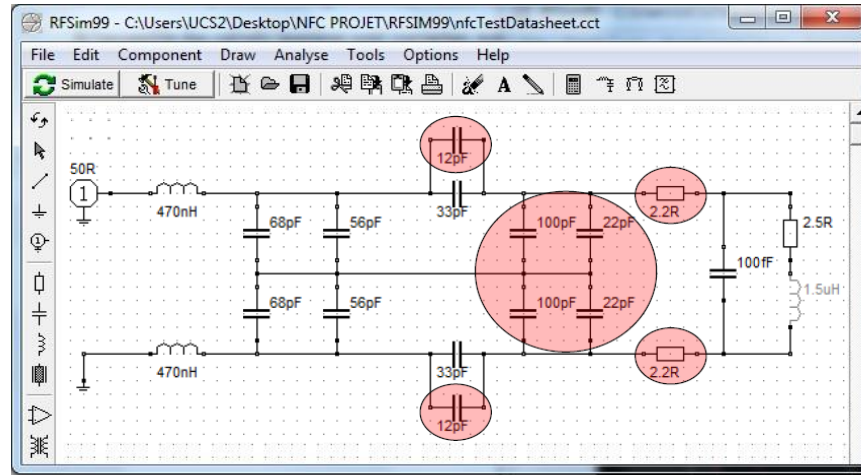 RFSim99 - C:\Users\UCS2\Desktop\NFC PROJET\RFSIM99\nfcTestDatasheet.cct
File Edit Component Draw Analyse Tools Options Help
Simulate Tune
12pF
50R
1
470nH
33pF
2.2R
68pF 56pF 100pF 22pF 2.5R
100fF
1.5uH
68pF 56pF 100pF 22pF
470nH
33pF
2.2R
12pF